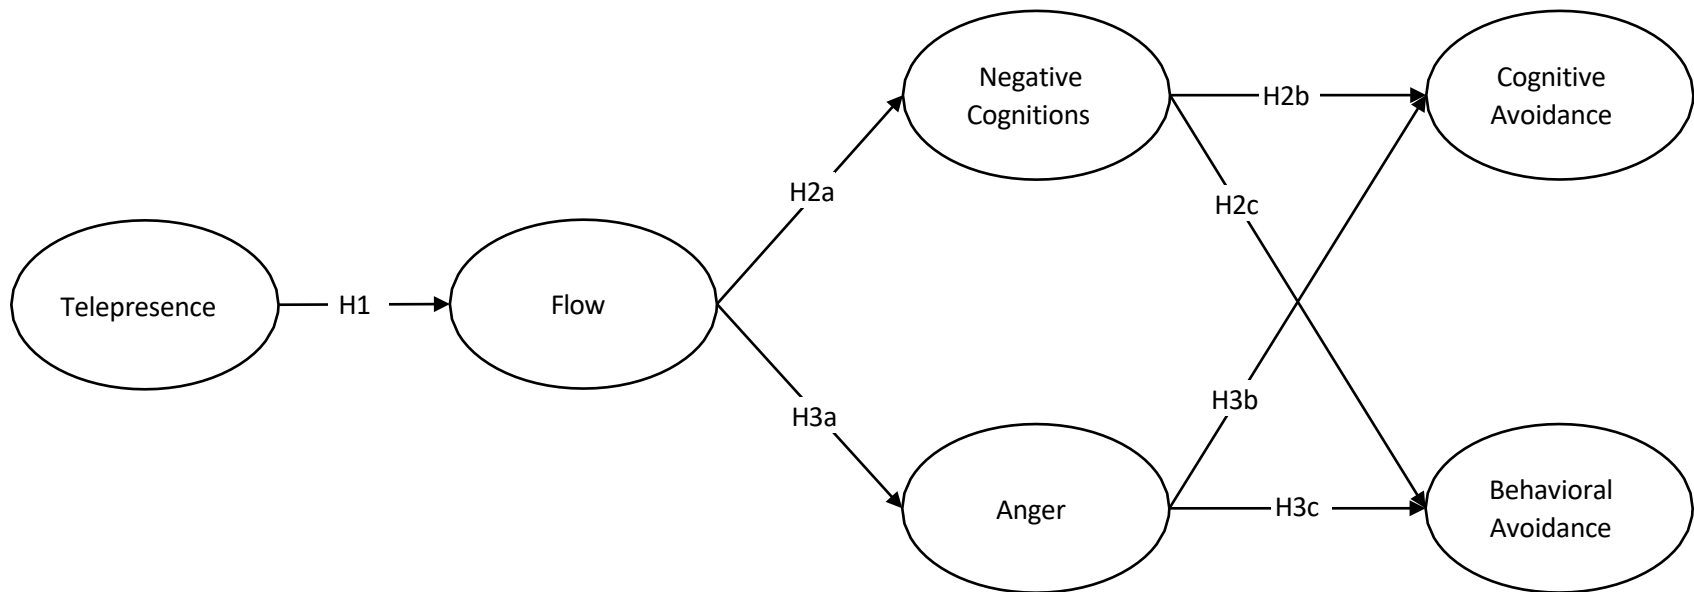 Negative
Cognitions
H2b
Cognitive
Avoidance
H2a
H2c
Telepresence
H1
Flow
H3a
H3b
Anger
H3c
Behavioral
Avoidance